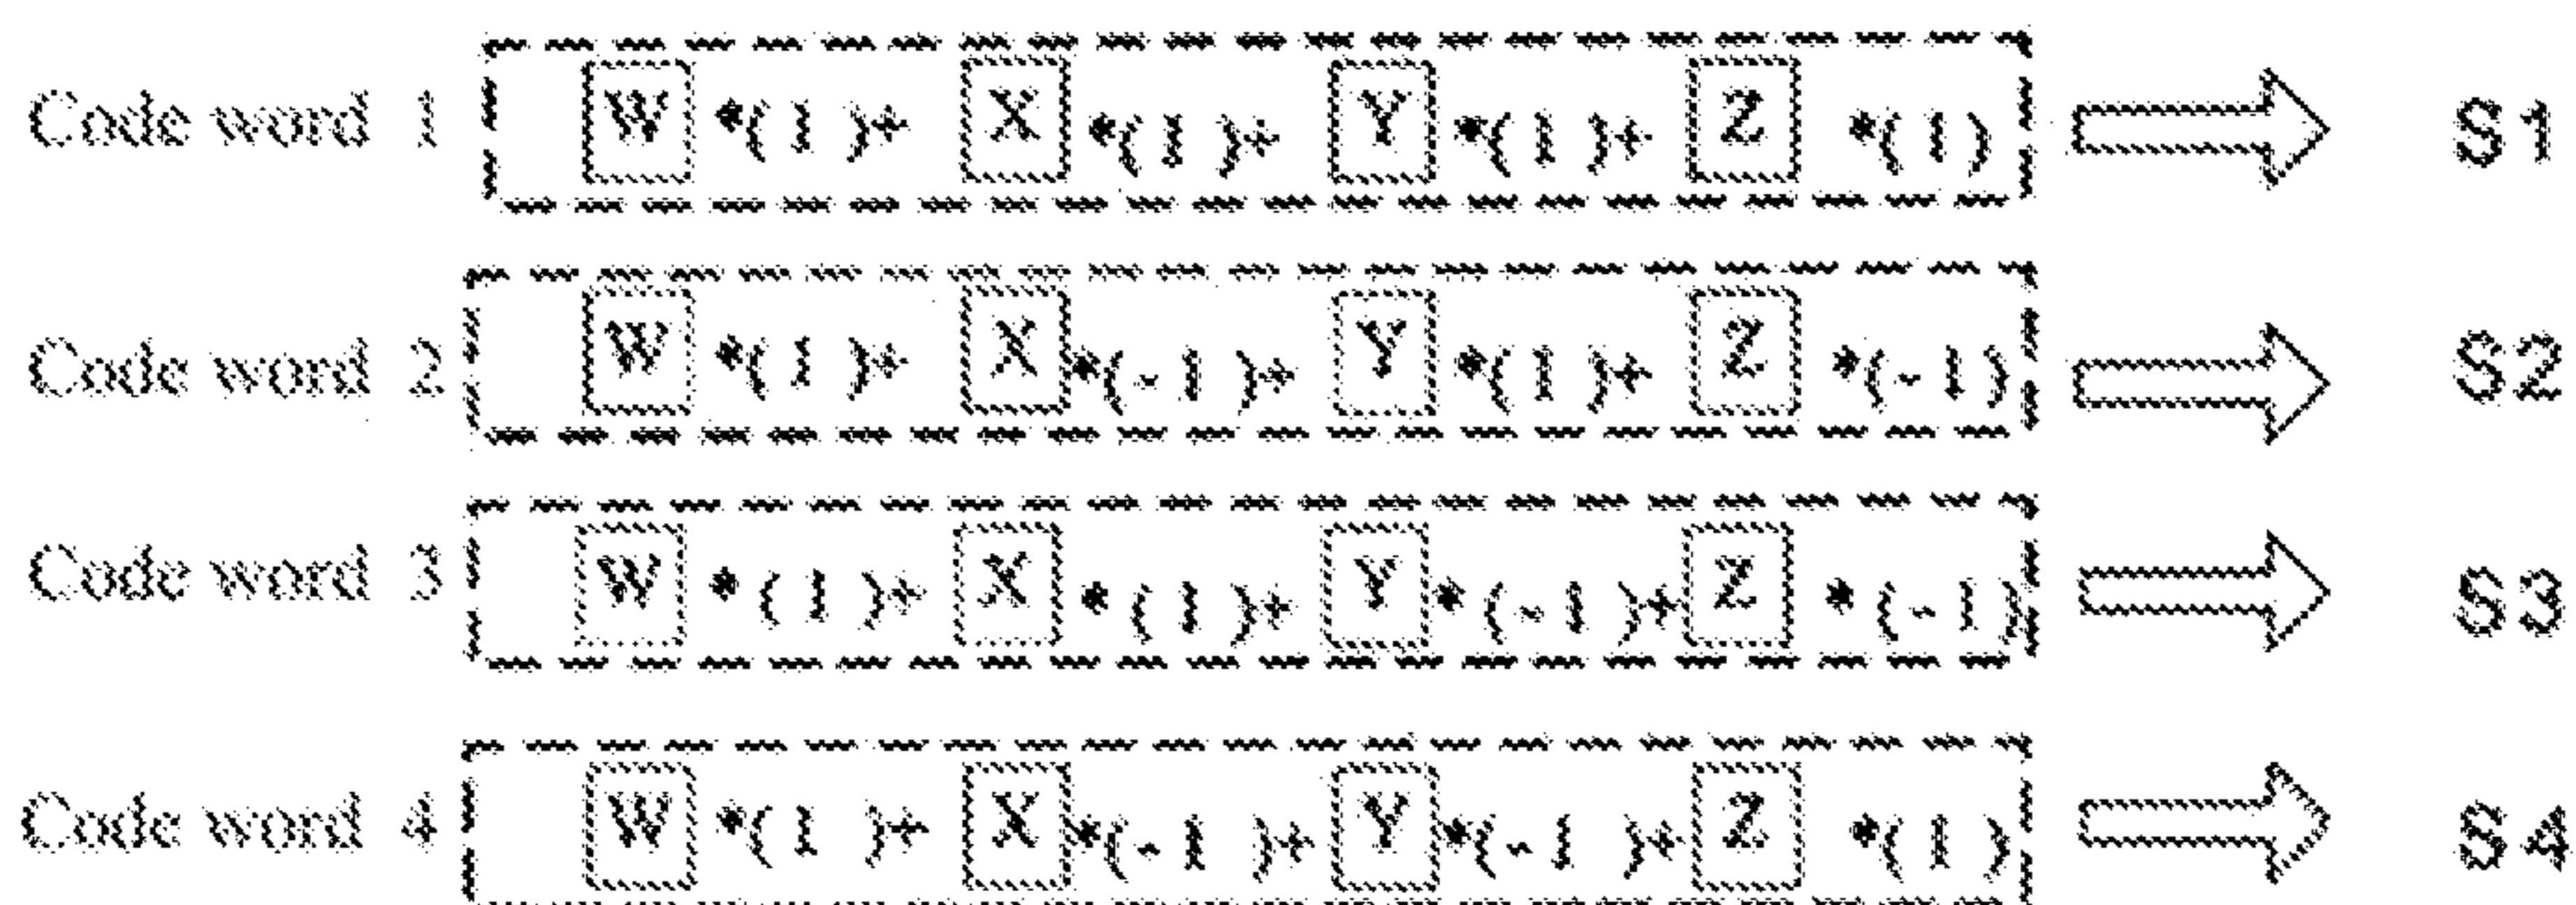 Code word 1 W *(1)+ X *(1)+ Y *(1)+ Z *(1) S1
Code word 2 W *(1)+ X *(-1)+ Y *(1)+ Z *(-1) S2
Code word 3 W *(1)+ X *(1)+ Y *(-1)+ Z *(-1) S3
Code word 4 W *(1)+ X *(-1)+ Y *(-1)+ Z *(1) S4